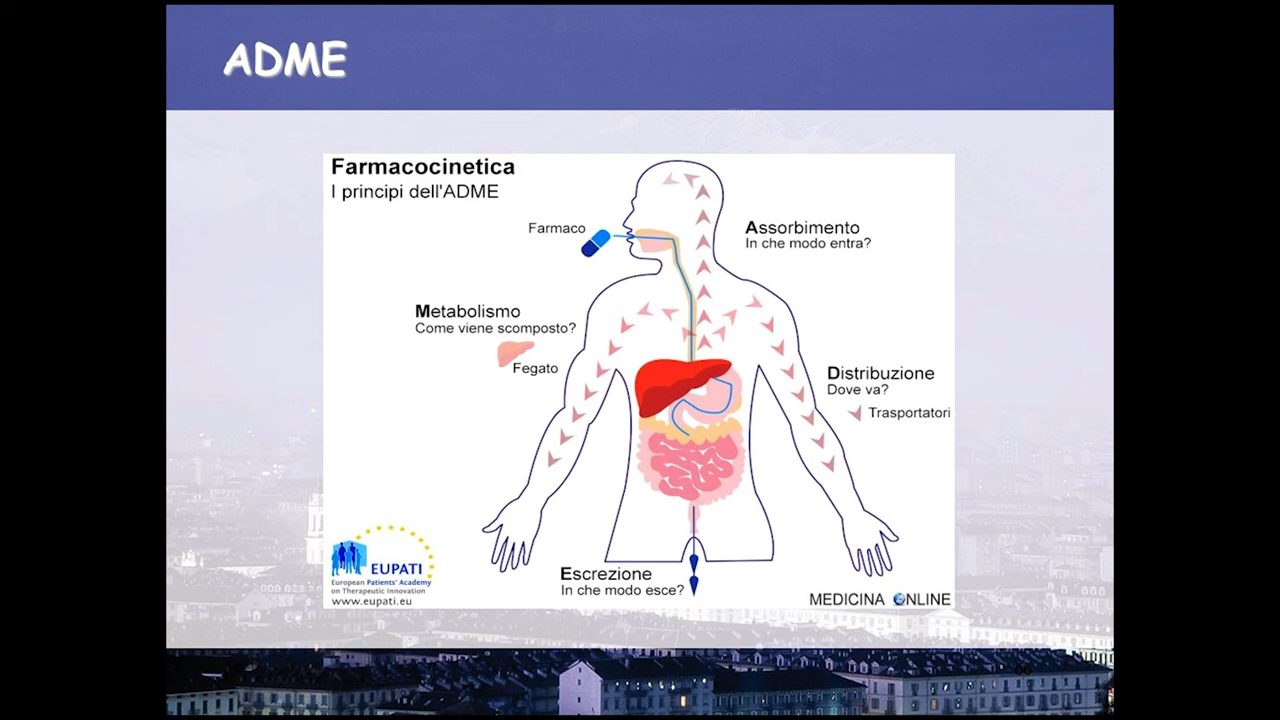 ADME
Farmacocinetica
I principi dell'ADME
Farmaco
Assorbimento
In che modo entra?
Metabolismo
Come viene scomposto?
Fegato
Distribuzione
Dove va?
Trasportatori
Escrezione
In che modo esce?
EUPATI
European Patients' Academy
on Therapeutic Innovation
www.eupati.eu
MEDICINA ONLINE